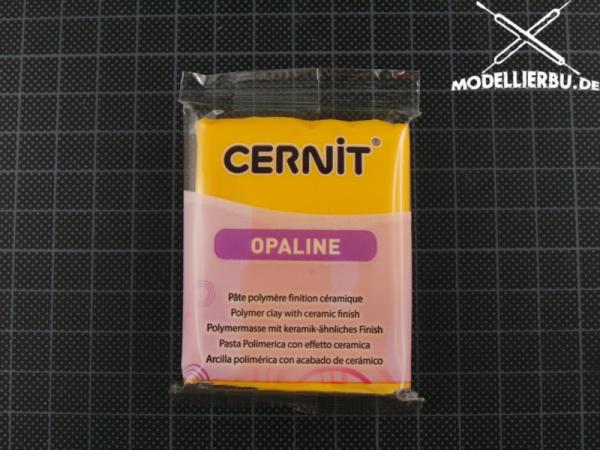 MODELLIERBU.DE
CERNiT®
OPALINE
Pâte polymère finition céramique
Polymer clay with ceramic finish
Polymermasse mit keramik-ähnliches Finish
Pasta Polimerica con effetto ceramica
Arcilla polimérica con acabado de cerámico